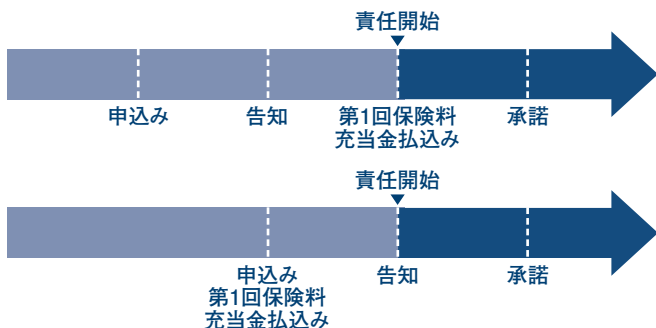 責任開始
申込み
告知
第1回保険料
充当金払込み
承諾
責任開始
申込み
第1回保険料
充当金払込み
告知
承諾